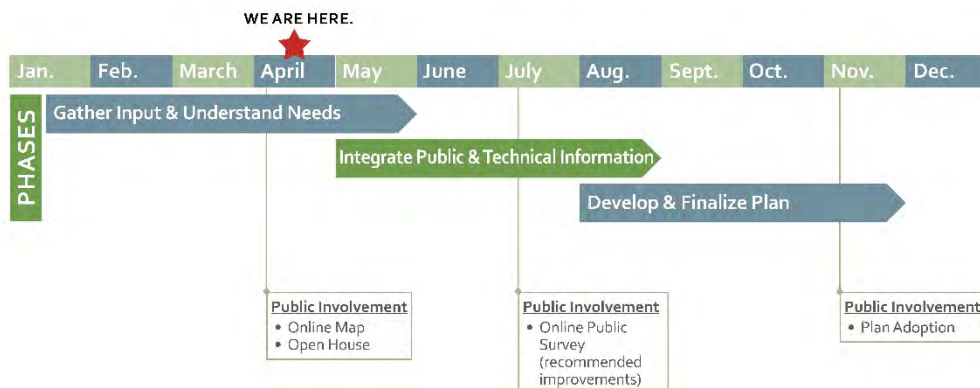 WE ARE HERE.
Jan. Feb. March April May June July Aug. Sept. Oct. Nov. Dec.
PHASES
Gather Input & Understand Needs
Integrate Public & Technical Information
Develop & Finalize Plan
Public Involvement
• Online Map
• Open House
Public Involvement
• Online Public
Survey
(recommended
improvements)
Public Involvement
• Plan Adoption